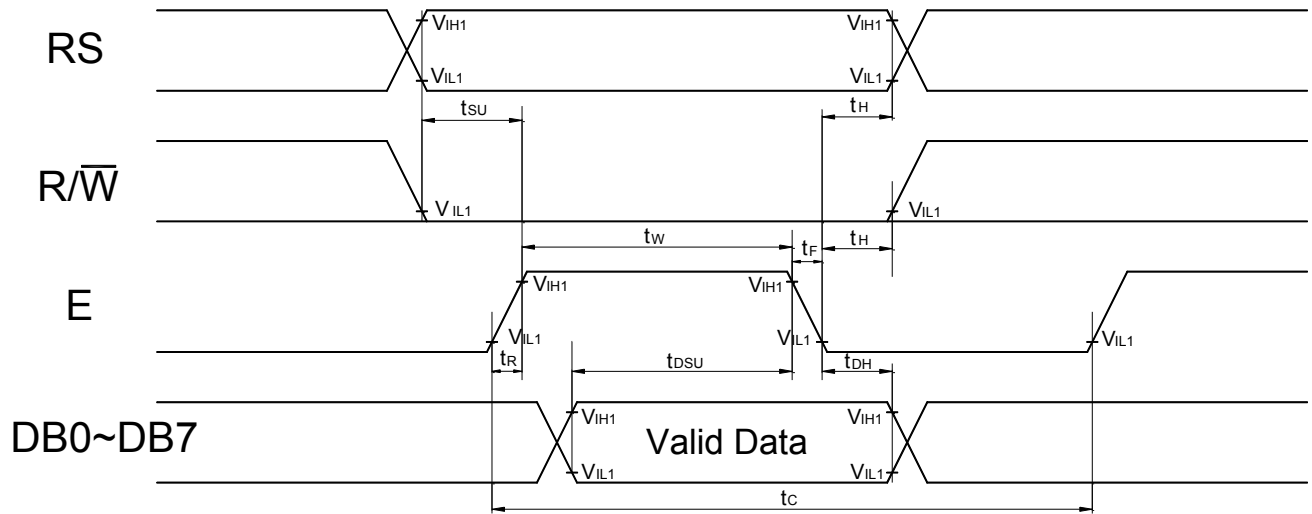 RS
VIH1
VIH1
VIL1
VIL1
tSU
tH
R/W̅
VIL1
VIL1
tW
tF
tH
E
VIH1
VIH1
VIL1
VIL1
VIL1
tR
tDSU
tDH
DB0~DB7
VIH1
VIH1
Valid Data
VIL1
VIL1
tC